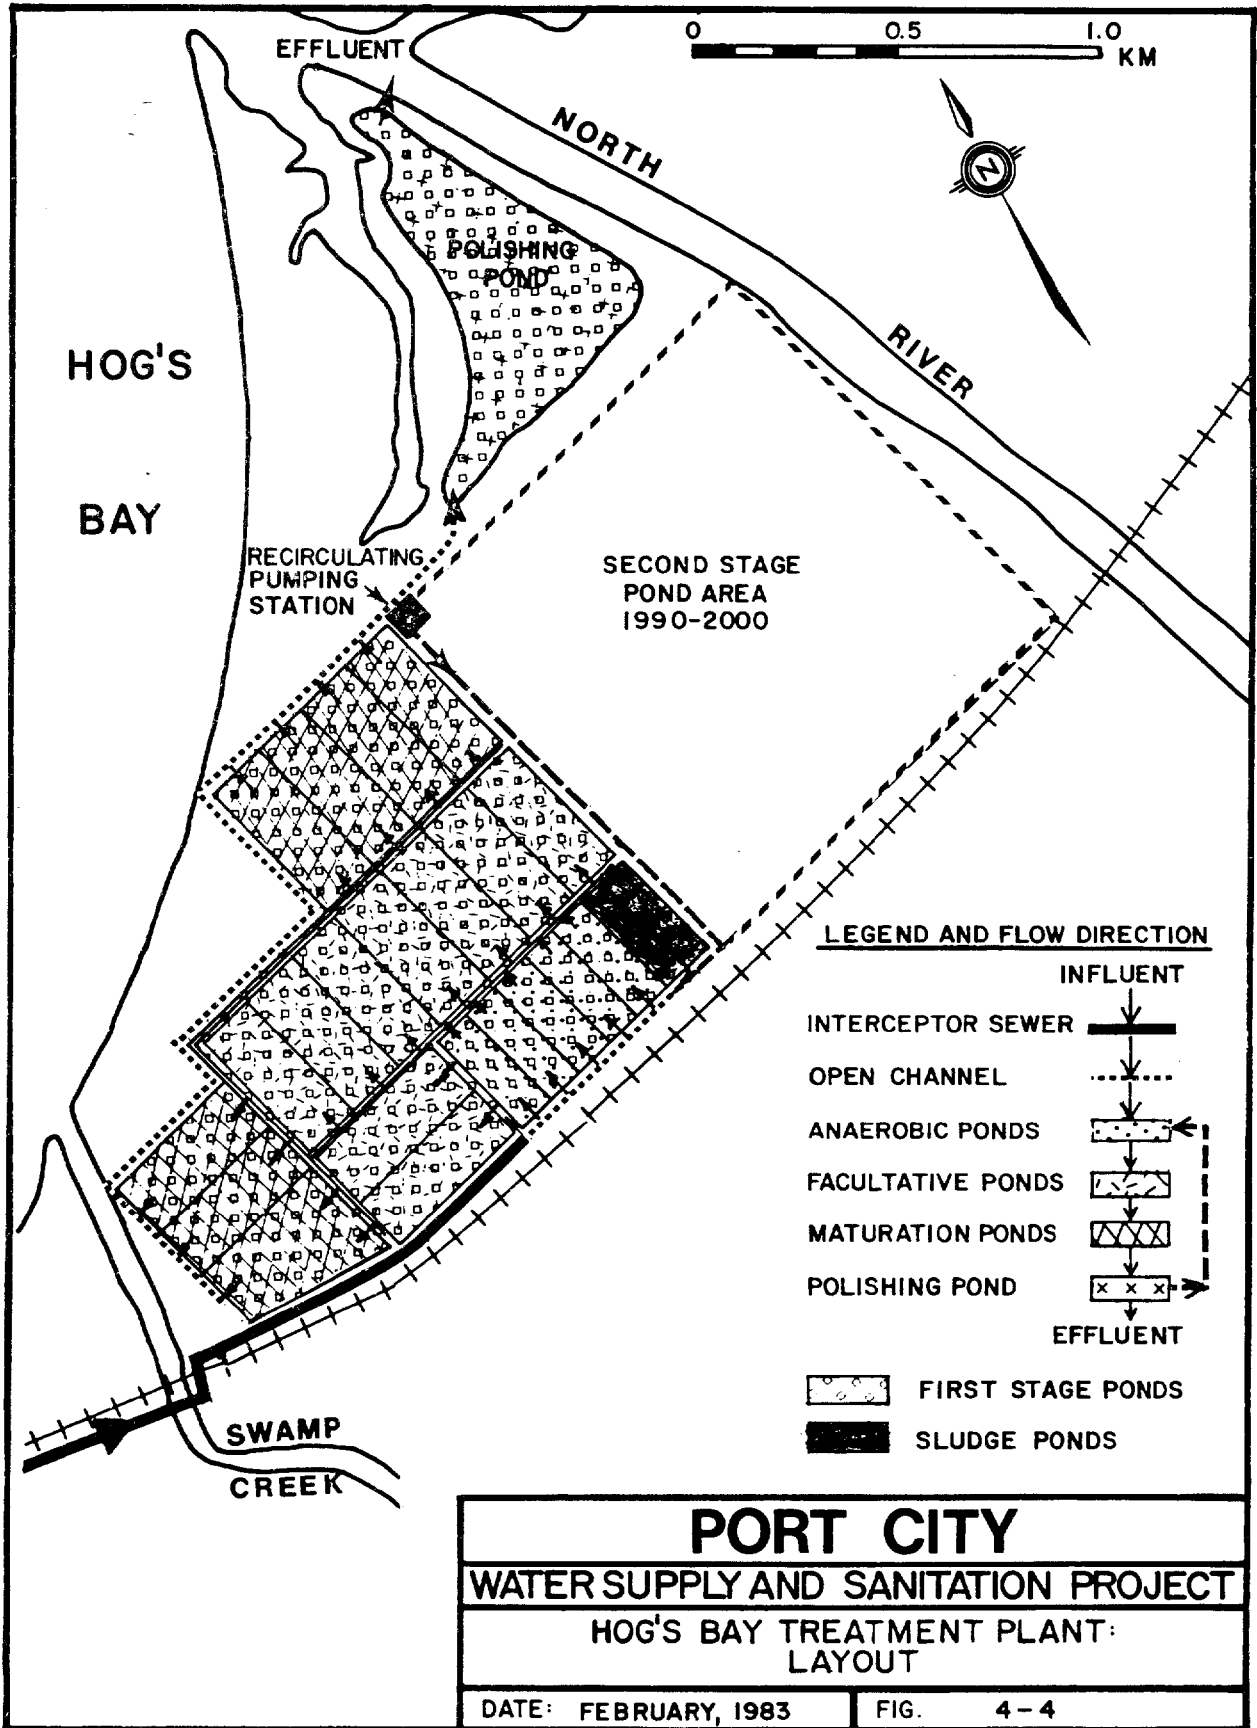 0 0.5 1.0
KM
EFFLUENT
NORTH
RIVER
N
POLISHING
POND
HOG'S
BAY
RECIRCULATING
PUMPING
STATION
SECOND STAGE
POND AREA
1990-2000
LEGEND AND FLOW DIRECTION
INFLUENT
INTERCEPTOR SEWER
OPEN CHANNEL
ANAEROBIC PONDS
FACULTATIVE PONDS
MATURATION PONDS
POLISHING POND
EFFLUENT
FIRST STAGE PONDS
SLUDGE PONDS
SWAMP
CREEK
PORT CITY
WATER SUPPLY AND SANITATION PROJECT
HOG'S BAY TREATMENT PLANT:
LAYOUT
DATE: FEBRUARY, 1983 FIG. 4-4